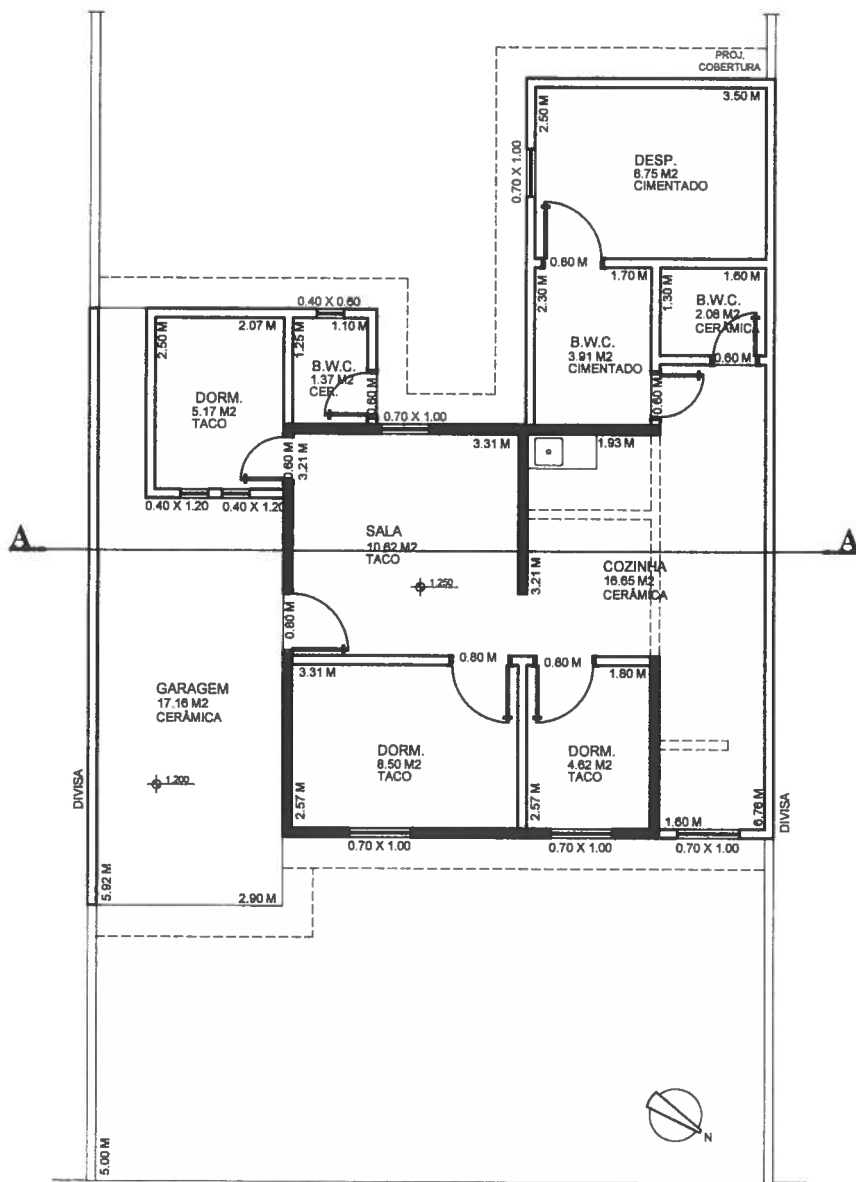 PROJ.
COBERTURA
3.50 M
2.50 M
0.70 X 1.00
DESP.
8.75 M2
CIMENTADO
0.80 M
1.70 M
1.60 M
2.30 M
1.30 M
B.W.C.
2.08 M2
CERÂMICA
0.60 M
B.W.C.
3.91 M2
CIMENTADO
0.60 M
0.40 X 0.60
2.07 M
1.10 M
2.50 M
1.25 M
B.W.C.
1.37 M2
CER.
0.60 M
DORM.
5.17 M2
TACO
0.70 X 1.00
3.31 M
1.93 M
0.60 M
3.21 M
0.40 X 1.20
0.40 X 1.20
SALA
10.62 M2
TACO
A
A
1.250
3.21 M
COZINHA
16.65 M2
CERÂMICA
0.80 M
0.80 M
0.80 M
3.31 M
1.80 M
GARAGEM
17.16 M2
CERÂMICA
1.200
DORM.
8.50 M2
TACO
DORM.
4.62 M2
TACO
2.57 M
2.57 M
1.60 M
6.76 M
DIVISA
DIVISA
0.70 X 1.00
0.70 X 1.00
0.70 X 1.00
5.92 M
2.90 M
N
5.00 M